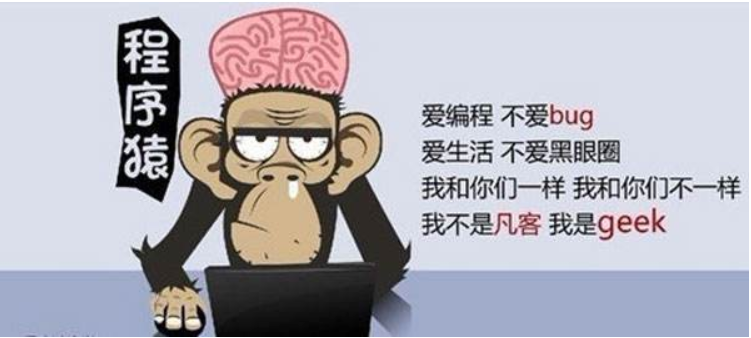 程序猿
爱编程 不爱bug
爱生活 不爱黑眼圈
我和你们一样 我和你们不一样
我不是凡客 我是geek